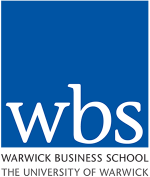 wbs
WARWICK BUSINESS SCHOOL
THE UNIVERSITY OF WARWICK